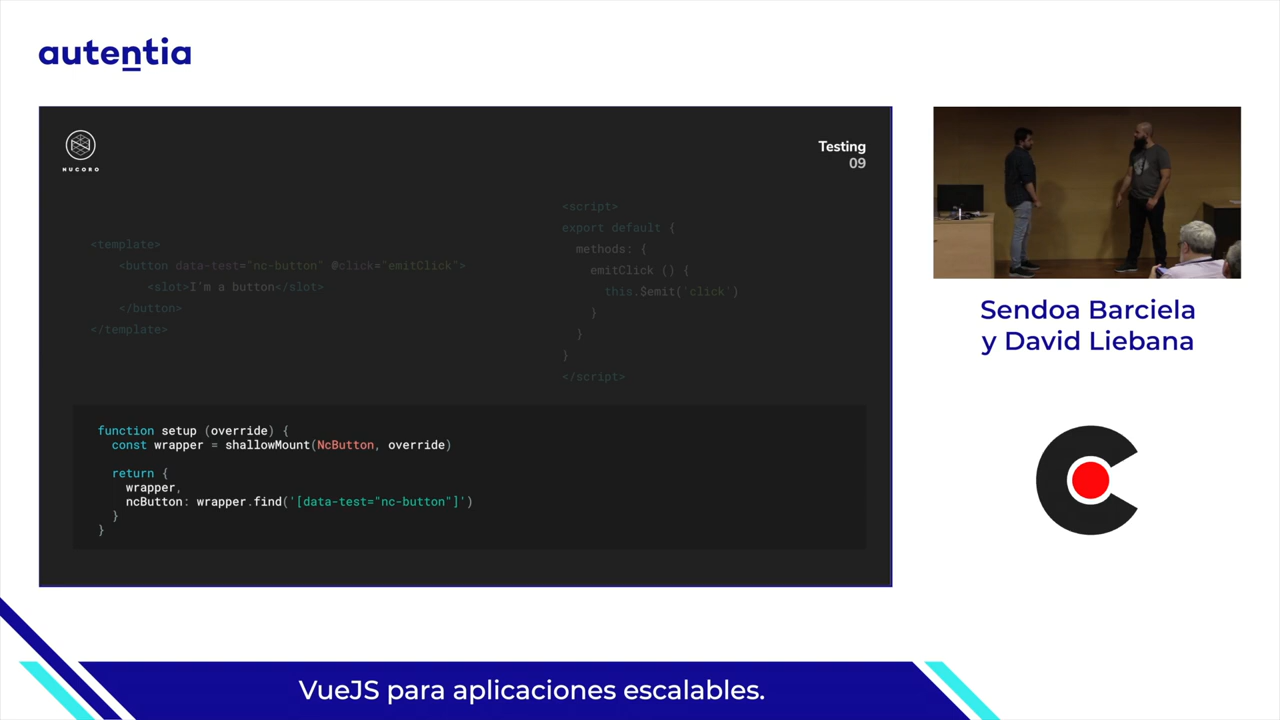 autentia
NUCORO
Testing
09
<template>
<button data-test="nc-button" @click="emitClick">
<slot>I'm a button</slot>
</button>
</template>
<script>
export default {
methods: {
emitClick () {
this.$emit('click')
}
}
}
</script>
function setup (override) {
const wrapper = shallowMount(NcButton, override)
return {
wrapper,
ncButton: wrapper.find('[data-test="nc-button"]')
}
}
Sendoa Barciela
y David Liebana
VueJS para aplicaciones escalables.